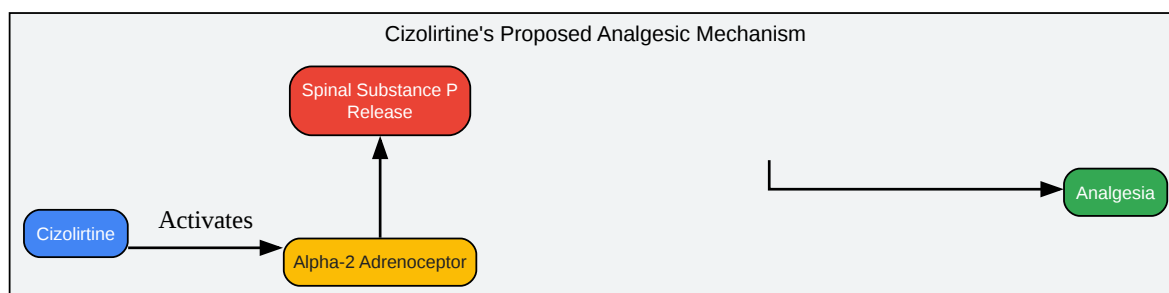 Cizolirtine's Proposed Analgesic Mechanism
Spinal Substance P
Release
Analgesia
Cizolirtine
Activates
Alpha-2 Adrenoceptor